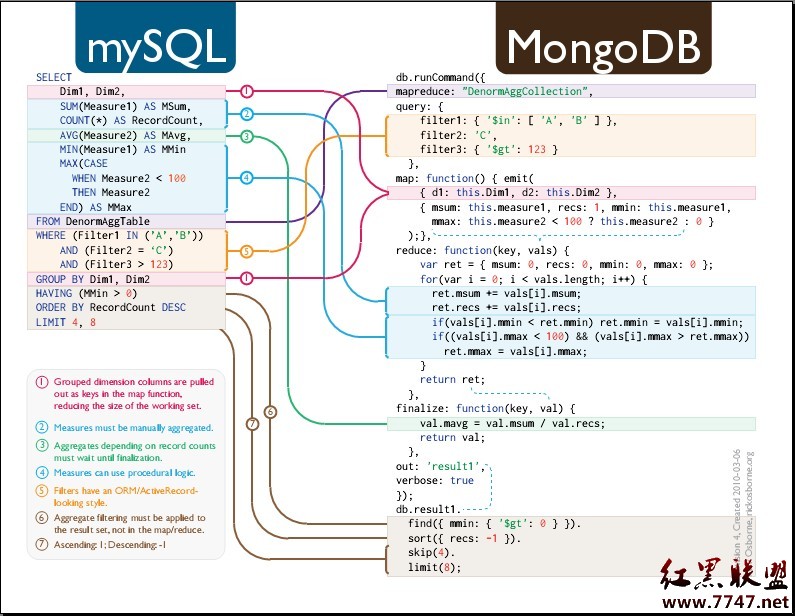 mySQL
SELECT
Dim1, Dim2,
SUM(Measure1) AS MSum,
COUNT(*) AS RecordCount,
AVG(Measure2) AS MAvg,
MIN(Measure1) AS MMin
MAX(CASE
WHEN Measure2 < 100
THEN Measure2
END) AS MMax
FROM DenormAggTable
WHERE (Filter1 IN ('A','B'))
AND (Filter2 = 'C')
AND (Filter3 > 123)
GROUP BY Dim1, Dim2
HAVING (MMin > 0)
ORDER BY RecordCount DESC
LIMIT 4, 8
1
2
3
4
5
1
6
7
1 Grouped dimension columns are pulled
out as keys in the map function,
reducing the size of the working set.
2 Measures must be manually aggregated.
3 Aggregates depending on record counts
must wait until finalization.
4 Measures can use procedural logic.
5 Filters have an ORM/ActiveRecord-
looking style.
6 Aggregate filtering must be applied to
the result set, not in the map/reduce.
7 Ascending: 1; Descending: -1
MongoDB
db.runCommand({
mapreduce: "DenormAggCollection",
query: {
filter1: { '$in': [ 'A', 'B' ] },
filter2: 'C',
filter3: { '$gt': 123 }
},
map: function() { emit(
{ d1: this.Dim1, d2: this.Dim2 },
{ msum: this.measure1, recs: 1, mmin: this.measure1,
mmax: this.measure2 < 100 ? this.measure2 : 0 }
);},
reduce: function(key, vals) {
var ret = { msum: 0, recs: 0, mmin: 0, mmax: 0 };
for(var i = 0; i < vals.length; i++) {
ret.msum += vals[i].msum;
ret.recs += vals[i].recs;
if(vals[i].mmin < ret.mmin) ret.mmin = vals[i].mmin;
if((vals[i].mmax < 100) && (vals[i].mmax > ret.mmax))
ret.mmax = vals[i].mmax;
}
return ret;
},
finalize: function(key, val) {
val.mavg = val.msum / val.recs;
return val;
},
out: 'result1',
verbose: true
});
db.result1.
find({ mmin: { '$gt': 0 } }).
sort({ recs: -1 }).
skip(4).
limit(8);
4, Created 2010-03-06
Osborne, rickosborne.org
红黑联盟
www.7747.net